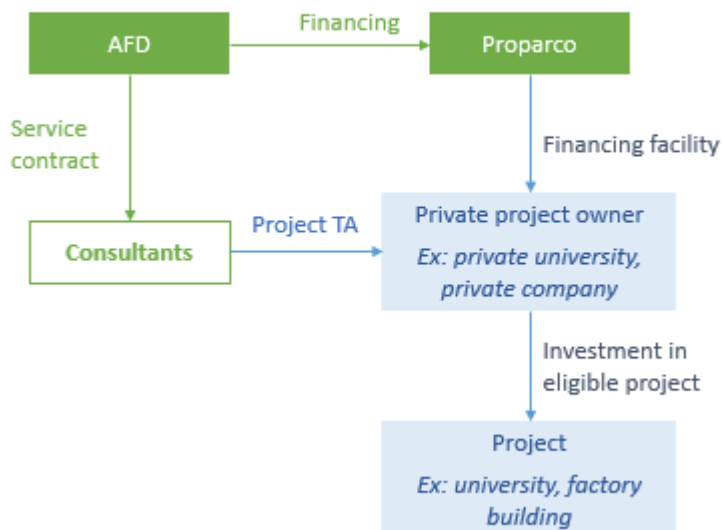 AFD
Financing
Proparco
Service
contract
Financing facility
Consultants
Project TA
Private project owner
Ex: private university,
private company
Investment in
eligible project
Project
Ex: university, factory
building